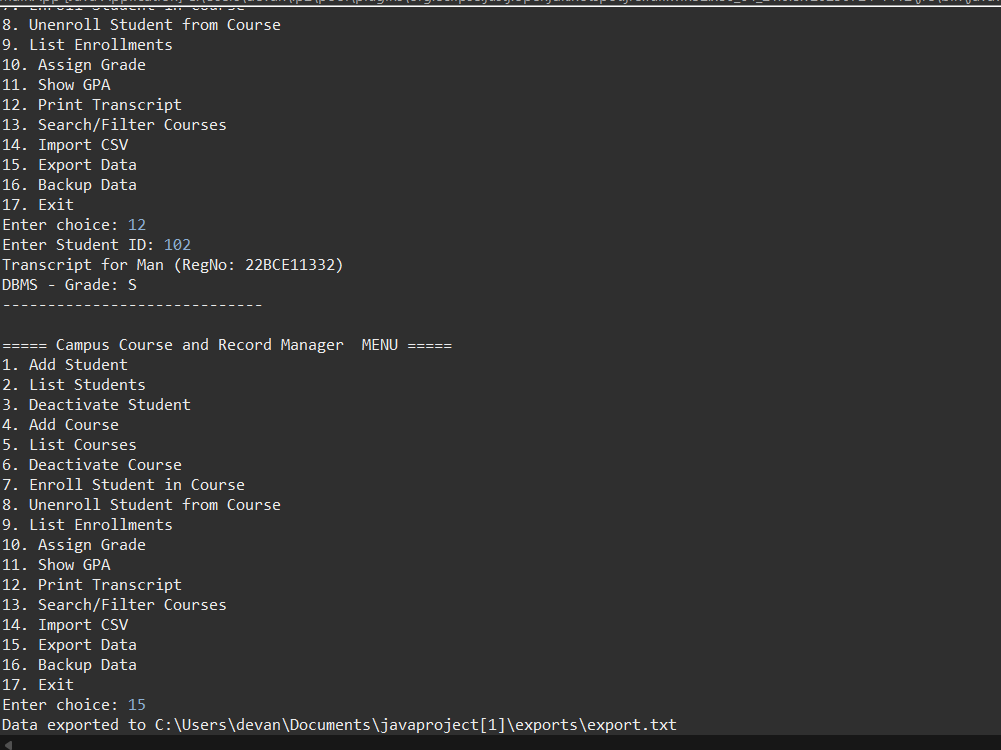 8. Unenroll Student from Course
9. List Enrollments
10. Assign Grade
11. Show GPA
12. Print Transcript
13. Search/Filter Courses
14. Import CSV
15. Export Data
16. Backup Data
17. Exit
Enter choice: 12
Enter Student ID: 102
Transcript for Man (RegNo: 22BCE11332)
DBMS - Grade: S
-----------------------------
===== Campus Course and Record Manager  MENU =====
1. Add Student
2. List Students
3. Deactivate Student
4. Add Course
5. List Courses
6. Deactivate Course
7. Enroll Student in Course
8. Unenroll Student from Course
9. List Enrollments
10. Assign Grade
11. Show GPA
12. Print Transcript
13. Search/Filter Courses
14. Import CSV
15. Export Data
16. Backup Data
17. Exit
Enter choice: 15
Data exported to C:\Users\devan\Documents\javaproject[1]\exports\export.txt